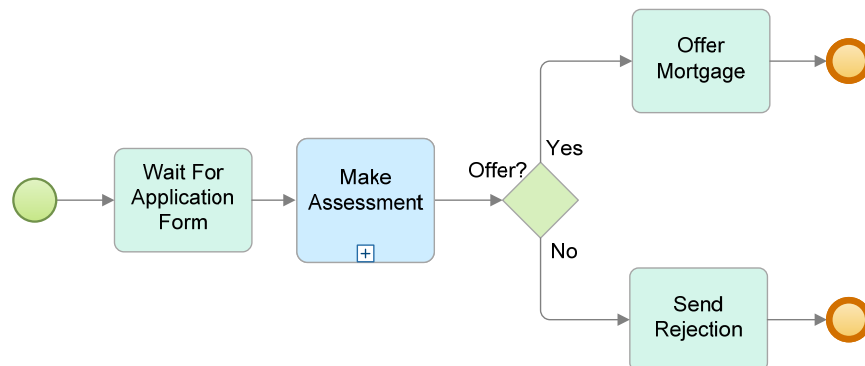 Wait For
Application
Form
Make
Assessment
Offer?
Yes
Offer
Mortgage
No
Send
Rejection